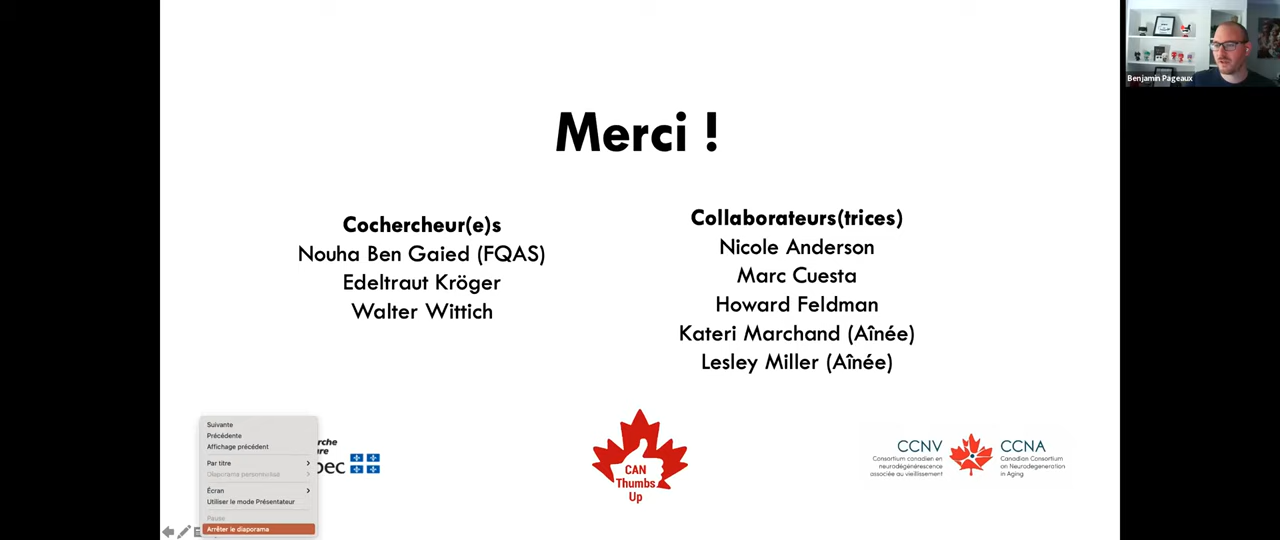 Benjamin Pageaux
Merci !
Cochercheur(e)s
Nouha Ben Gaied (FQAS)
Edeltraut Kröger
Walter Wittich
Collaborateurs(trices)
Nicole Anderson
Marc Cuesta
Howard Feldman
Kateri Marchand (Aînée)
Lesley Miller (Aînée)
Suivante
Précédente
Affichage précédent
Par titre
Diaporama personnalisé
Écran
Utiliser le mode Présentateur
Pause
Arrêter le diaporama
CAN
Thumbs
Up
CCNV
Consortium canadien en
neurodégénérescence
associée au vieillissement
CCNA
Canadian Consortium
on Neurodegeneration
in Aging